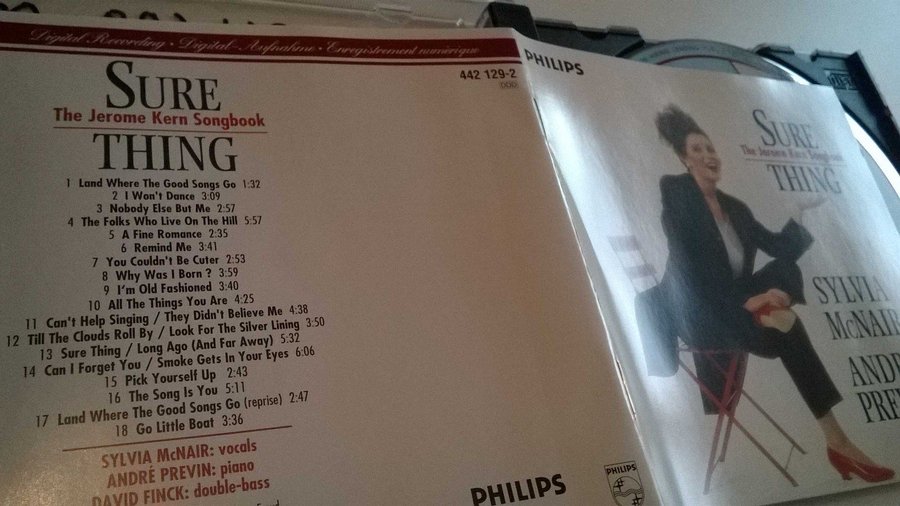 Digital Recording • Digital-Aufnahme • Enregistrement numérique
442 129-2
DDD
SURE
The Jerome Kern Songbook
THING
1 Land Where The Good Songs Go 1:32
2 I Won't Dance 3:09
3 Nobody Else But Me 2:57
4 The Folks Who Live On The Hill 5:57
5 A Fine Romance 2:35
6 Remind Me 3:41
7 You Couldn't Be Cuter 2:53
8 Why Was I Born ? 3:59
9 I'm Old Fashioned 3:40
10 All The Things You Are 4:25
11 Can't Help Singing / They Didn't Believe Me 4:38
12 Till The Clouds Roll By / Look For The Silver Lining 3:50
13 Sure Thing / Long Ago (And Far Away) 5:32
14 Can I Forget You / Smoke Gets In Your Eyes 6:06
15 Pick Yourself Up 2:43
16 The Song Is You 5:11
17 Land Where The Good Songs Go (reprise) 2:47
18 Go Little Boat 3:36
SYLVIA McNAIR: vocals
ANDRÉ PREVIN: piano
DAVID FINCK: double-bass
PHILIPS
PHILIPS
PHILIPS
SURE
The Jerome Kern Songbook
THING
SYLVIA
McNAIR
ANDR
PREV